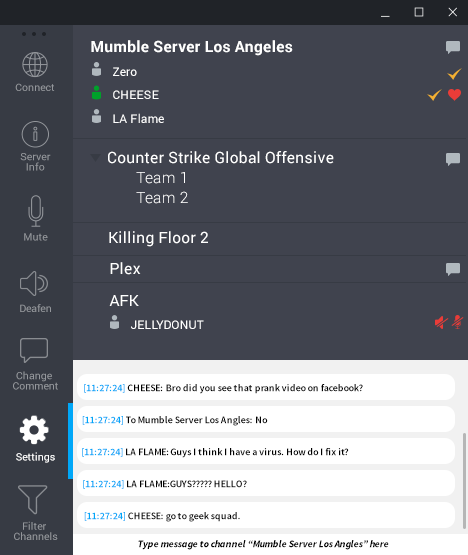 Connect
Server
Info
Mute
Deafen
Change
Comment
Settings
Filter
Channels
Mumble Server Los Angeles
Zero
CHEESE
LA Flame
Counter Strike Global Offensive
Team 1
Team 2
Killing Floor 2
Plex
AFK
JELLYDONUT
[11:27:24] CHEESE: Bro did you see that prank video on facebook?
[11:27:24] To Mumble Server Los Angles: No
[11:27:24] LA FLAME: Guys I think I have a virus. How do I fix it?
[11:27:24] LA FLAME:GUYS????? HELLO?
[11:27:24] CHEESE: go to geek squad.
Type message to channel “Mumble Server Los Angles” here